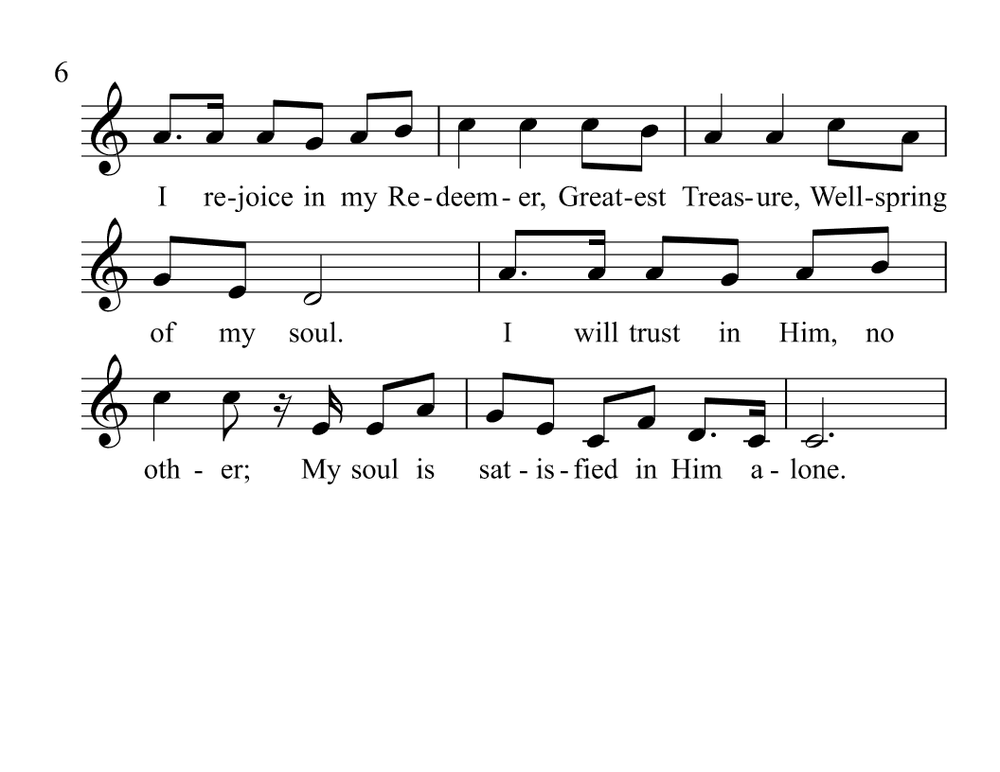 6
I re-joice in my Re-deem- er, Great-est Treas-ure, Well-spring
of my soul. I will trust in Him, no
oth - er; My soul is sat - is - fied in Him a - lone.